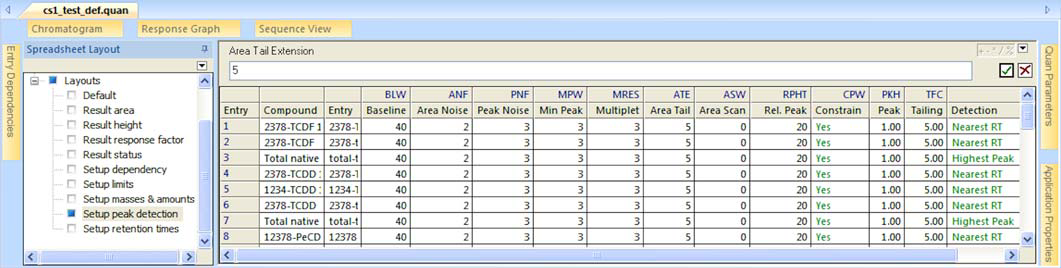 cs1_test_def.quan
Chromatogram Response Graph Sequence View
Entry Dependencies
Spreadsheet Layout
Layouts
Default
Result area
Result height
Result response factor
Result status
Setup dependency
Setup limits
Setup masses & amounts
Setup peak detection
Setup retention times
Area Tail Extension
+ - * / %
5
BLW ANF PNF MPW MRES ATE ASW RPHT CPW PKH TFC
Entry Compound Entry Baseline Area Noise Peak Noise Min Peak Multiplet Area Tail Area Scan Rel. Peak Constrain Peak Tailing Detection
1 2378-TCDF 1 2378-T 40 2 3 3 3 5 0 20 Yes 1.00 5.00 Nearest RT
2 2378-TCDF 2378-t 40 2 3 3 3 5 0 20 Yes 1.00 5.00 Nearest RT
3 Total native total-t 40 2 3 3 3 5 0 20 Yes 1.00 5.00 Highest Peak
4 2378-TCDD 2378-T 40 2 3 3 3 5 0 20 Yes 1.00 5.00 Nearest RT
5 1234-TCDD 1234-T 40 2 3 3 3 5 0 20 Yes 1.00 5.00 Nearest RT
6 2378-TCDD 2378-t 40 2 3 3 3 5 0 20 Yes 1.00 5.00 Nearest RT
7 Total native total-t 40 2 3 3 3 5 0 20 Yes 1.00 5.00 Highest Peak
8 12378-PeCD 12378 40 2 3 3 3 5 0 20 Yes 1.00 5.00 Nearest RT
Quan Parameters
Application Properties